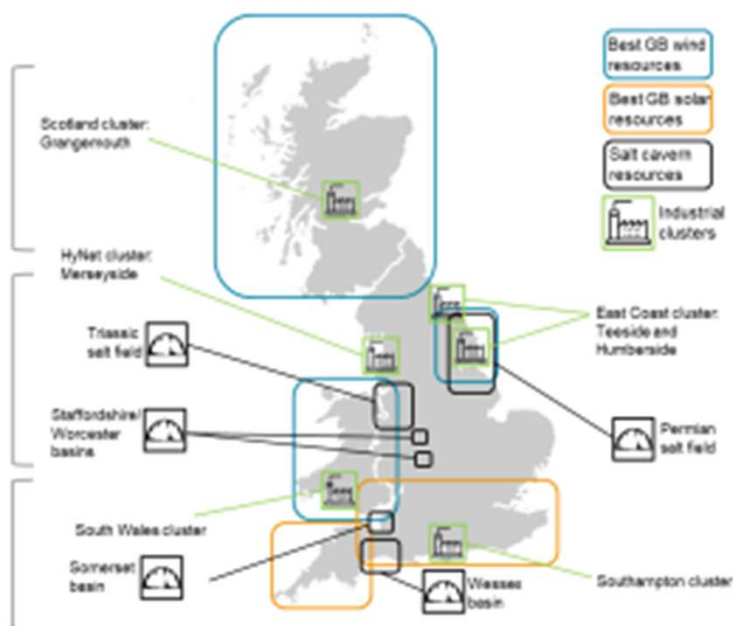 Best GB wind
resources
Best GB solar
resources
Salt cavern
resources
Industrial
clusters
Scotland cluster:
Grangemouth
HyNet cluster:
Merseyside
East Coast cluster:
Teeside and
Humberside
Triassic
salt field
Staffordshire/
Worcester
basins
Permian
salt field
South Wales cluster
Somerset
basin
Wessex
basin
Southampton cluster